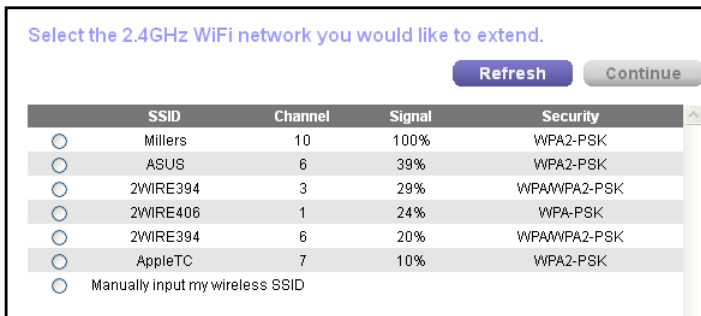 Select the 2.4GHz WiFi network you would like to extend.
Refresh Continue
SSID Channel Signal Security
Millers 10 100% WPA2-PSK
ASUS 6 39% WPA2-PSK
2WIRE394 3 29% WPA/WPA2-PSK
2WIRE406 1 24% WPA-PSK
2WIRE394 6 20% WPA/WPA2-PSK
AppleTC 7 10% WPA2-PSK
Manually input my wireless SSID